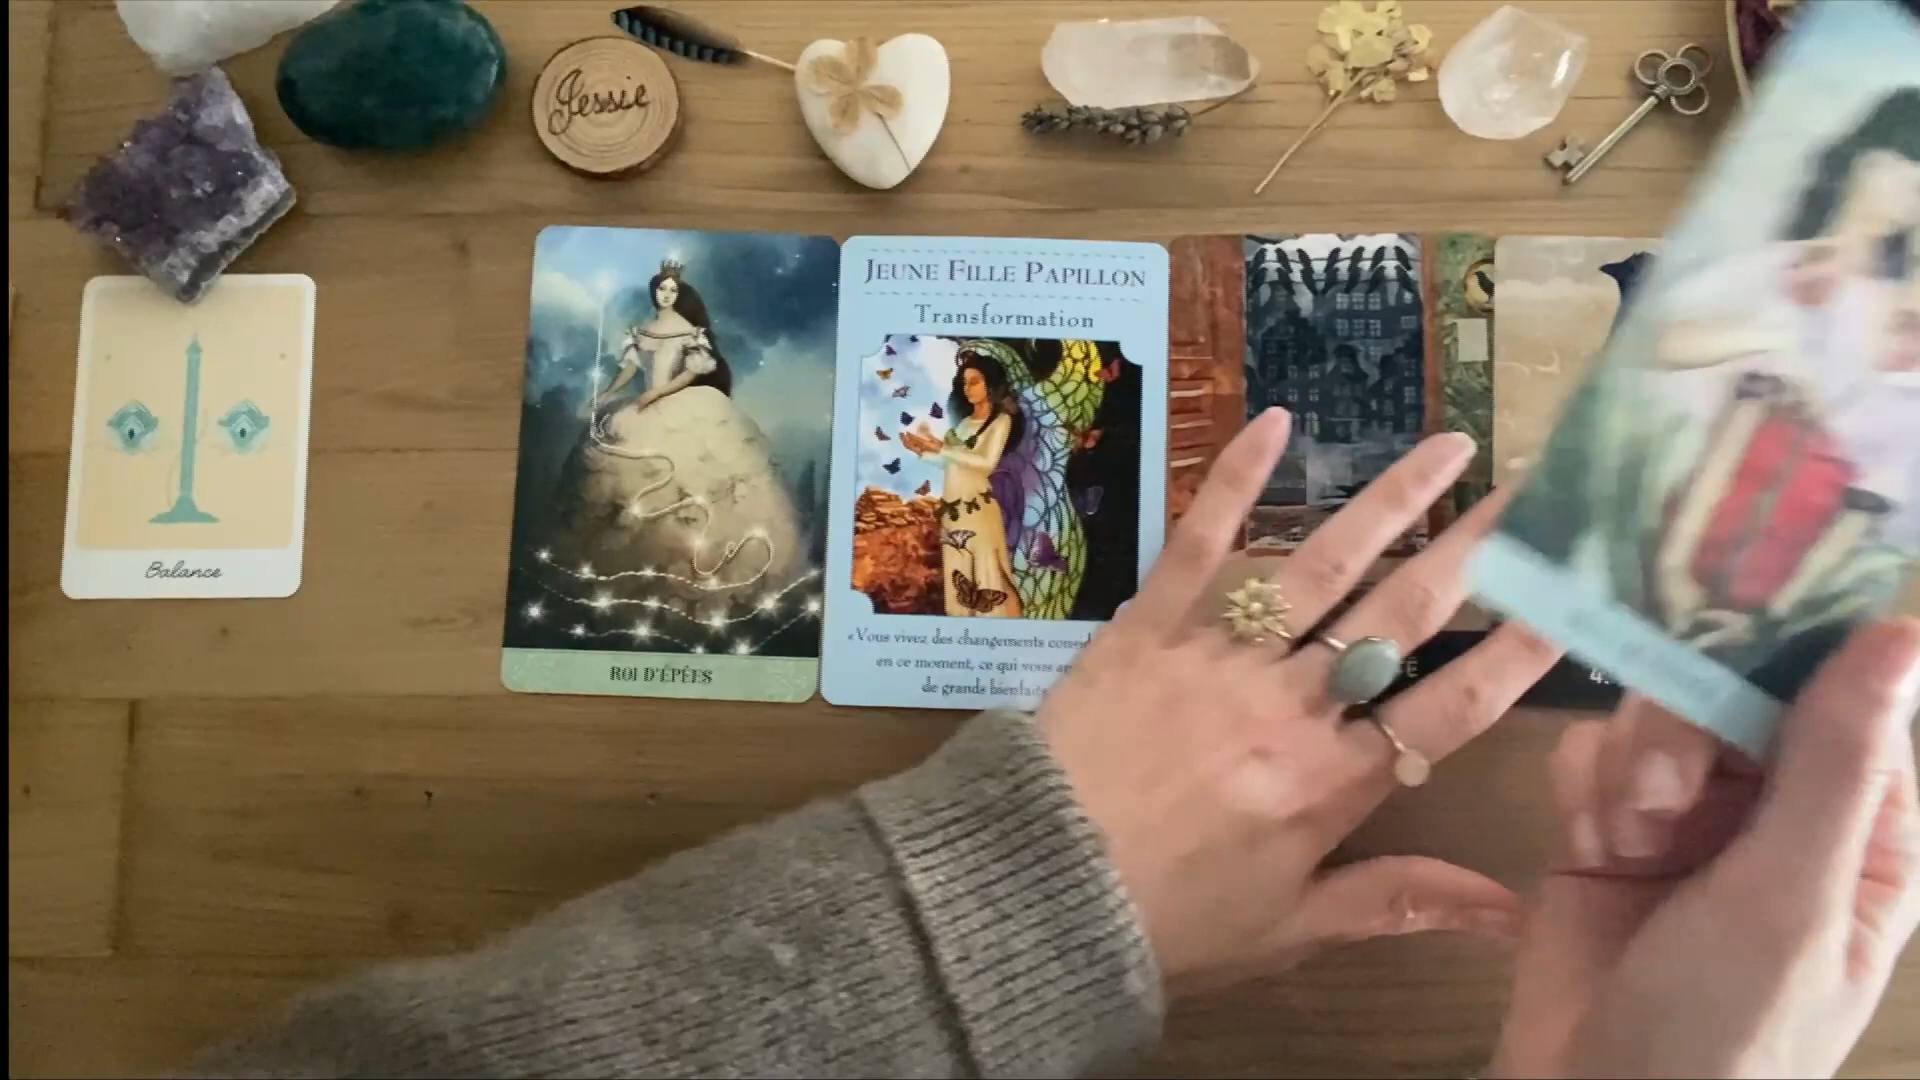 Jessie
Balance
ROI D'ÉPÉES
JEUNE FILLE PAPILLON
Transformation
«Vous vivez des changements
en ce moment, ce qui vous
de grands bienfaits